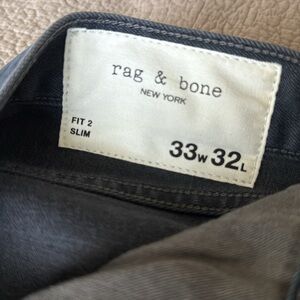 rag & bone
NEW YORK
FIT 2
SLIM
33W 32L